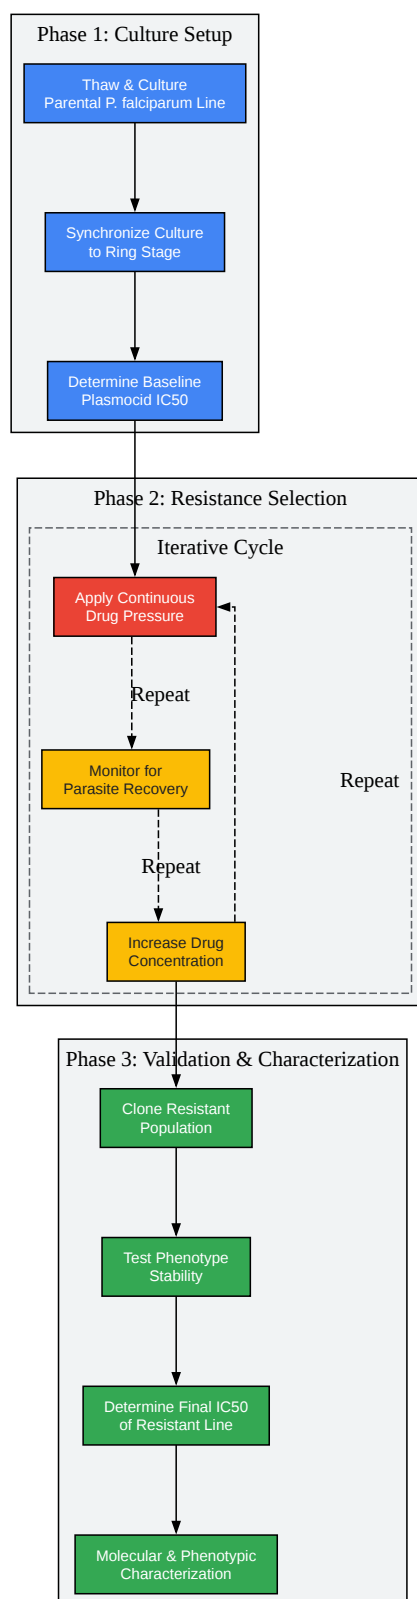 Phase 1: Culture Setup
Thaw & Culture
Parental P. falciparum Line
Synchronize Culture
to Ring Stage
Determine Baseline
Plasmocid IC50
Phase 2: Resistance Selection
Iterative Cycle
Apply Continuous
Drug Pressure
Repeat
Monitor for
Parasite Recovery
Repeat
Repeat
Increase Drug
Concentration
Phase 3: Validation & Characterization
Clone Resistant
Population
Test Phenotype
Stability
Determine Final IC50
of Resistant Line
Molecular & Phenotypic
Characterization